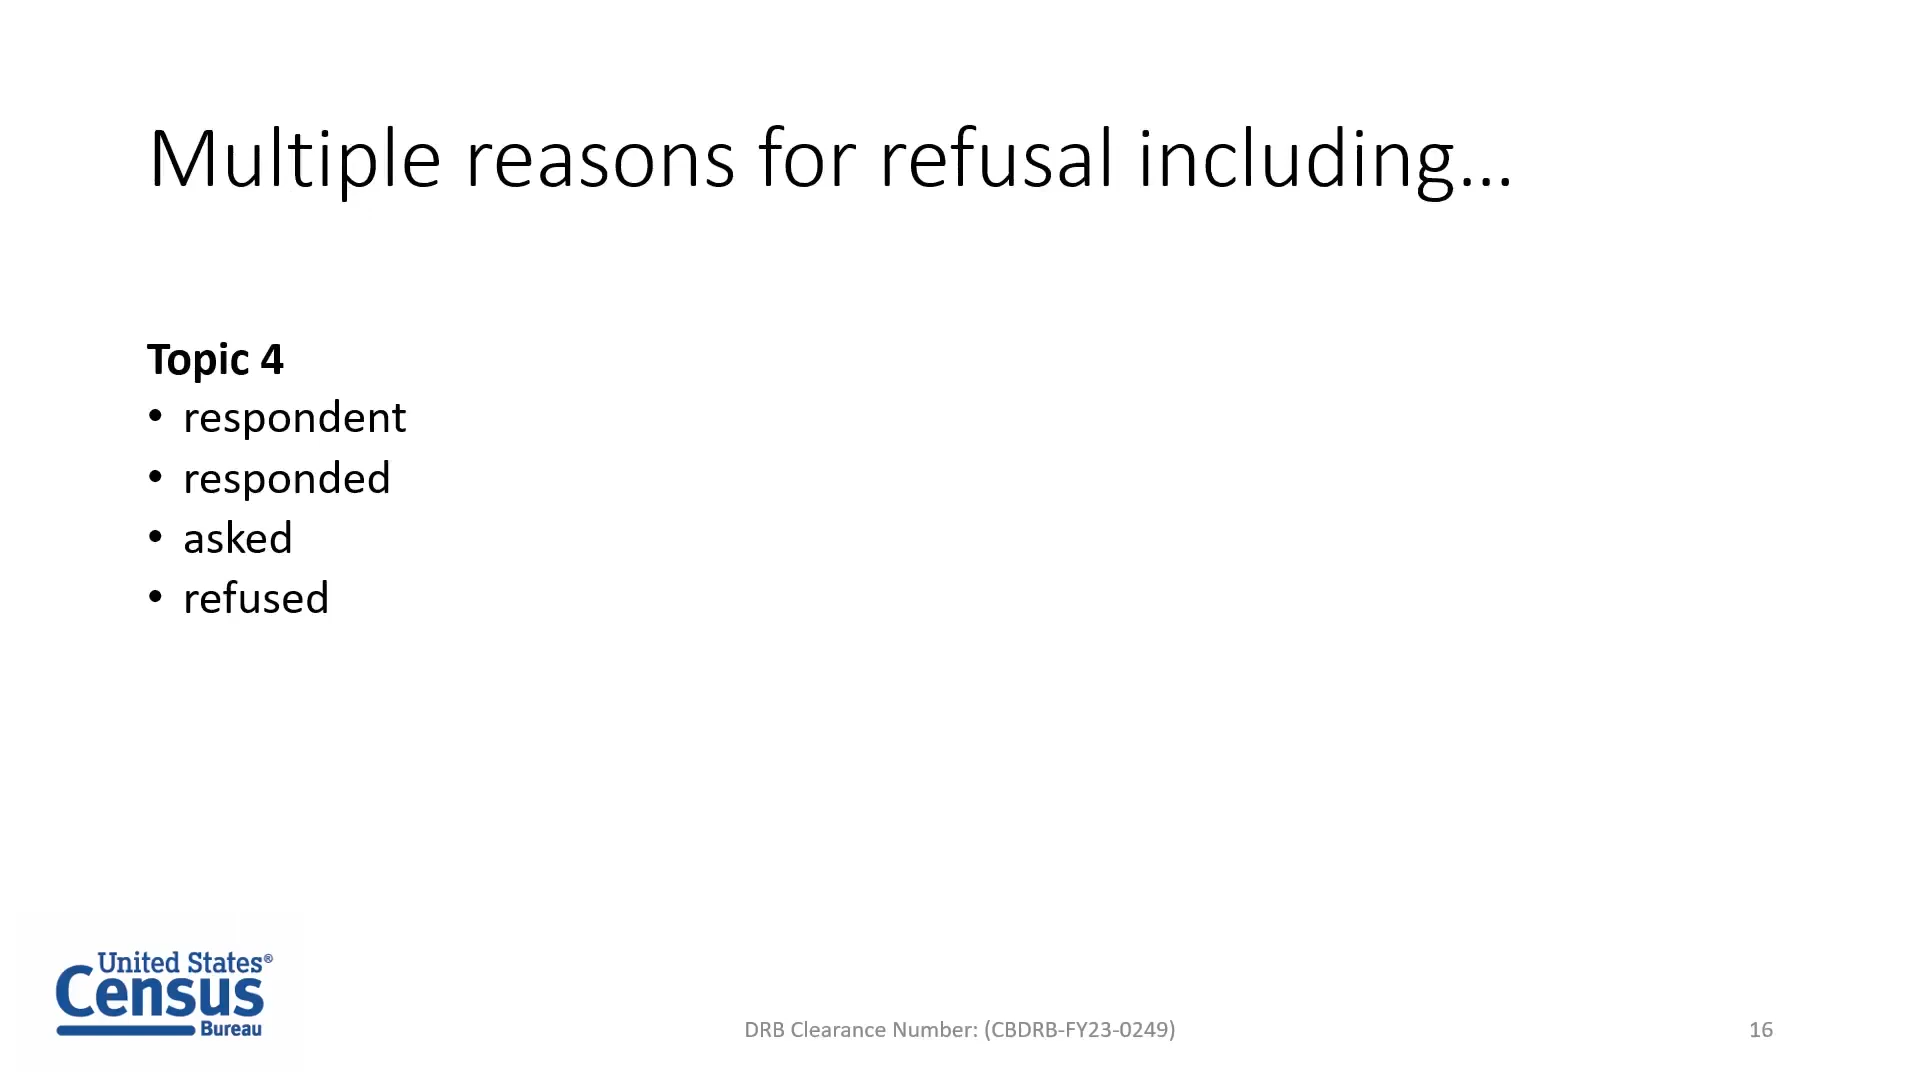 Multiple reasons for refusal including…
Topic 4
• respondent
• responded
• asked
• refused
United States®
Census
Bureau
DRB Clearance Number: (CBDRB-FY23-0249)
16